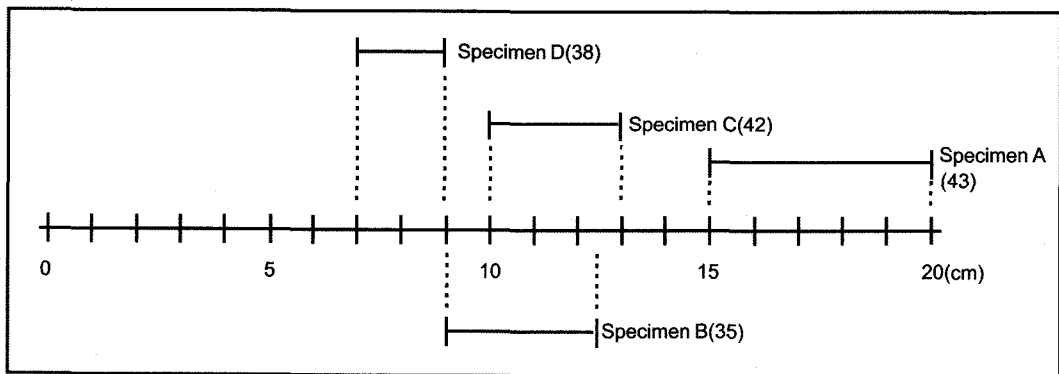 Specimen D(38)
Specimen C(42)
Specimen A
(43)
0 5 10 15 20(cm)
Specimen B(35)